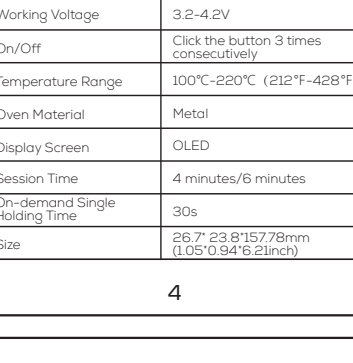 Working Voltage 3.2-4.2V
On/Off Click the button 3 times
consecutively
Temperature Range 100℃-220℃ (212℉-428℉
Oven Material Metal
Display Screen OLED
Session Time 4 minutes/6 minutes
On-demand Single
Holding Time 30s
Size 26.7* 23.8*157.78mm
(1.05*0.94*6.21inch)
4